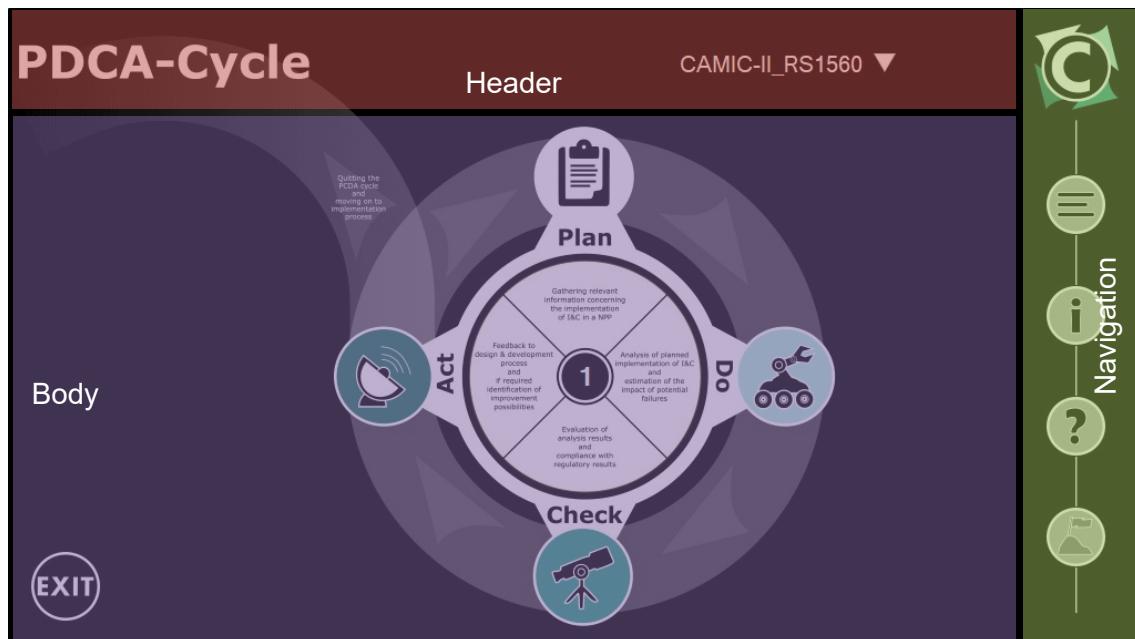 PDCA-Cycle
Header
CAMIC-II_RS1560 ▼
C
Quitting the
PCDA cycle
and
moving on to
implementation
process
Plan
Gathering relevant
information concerning
the implementation
of I&C in a NPP
Act
Feedback to
design & development
process
and
if required
identification of
improvement
possibilities
1
Analysis of planned
implementation of I&C
and
estimation of the
impact of potential
failures
Do
Evaluation of
analysis results
and
compliance with
regulatory results
Check
Body
EXIT
i
Navigation
?